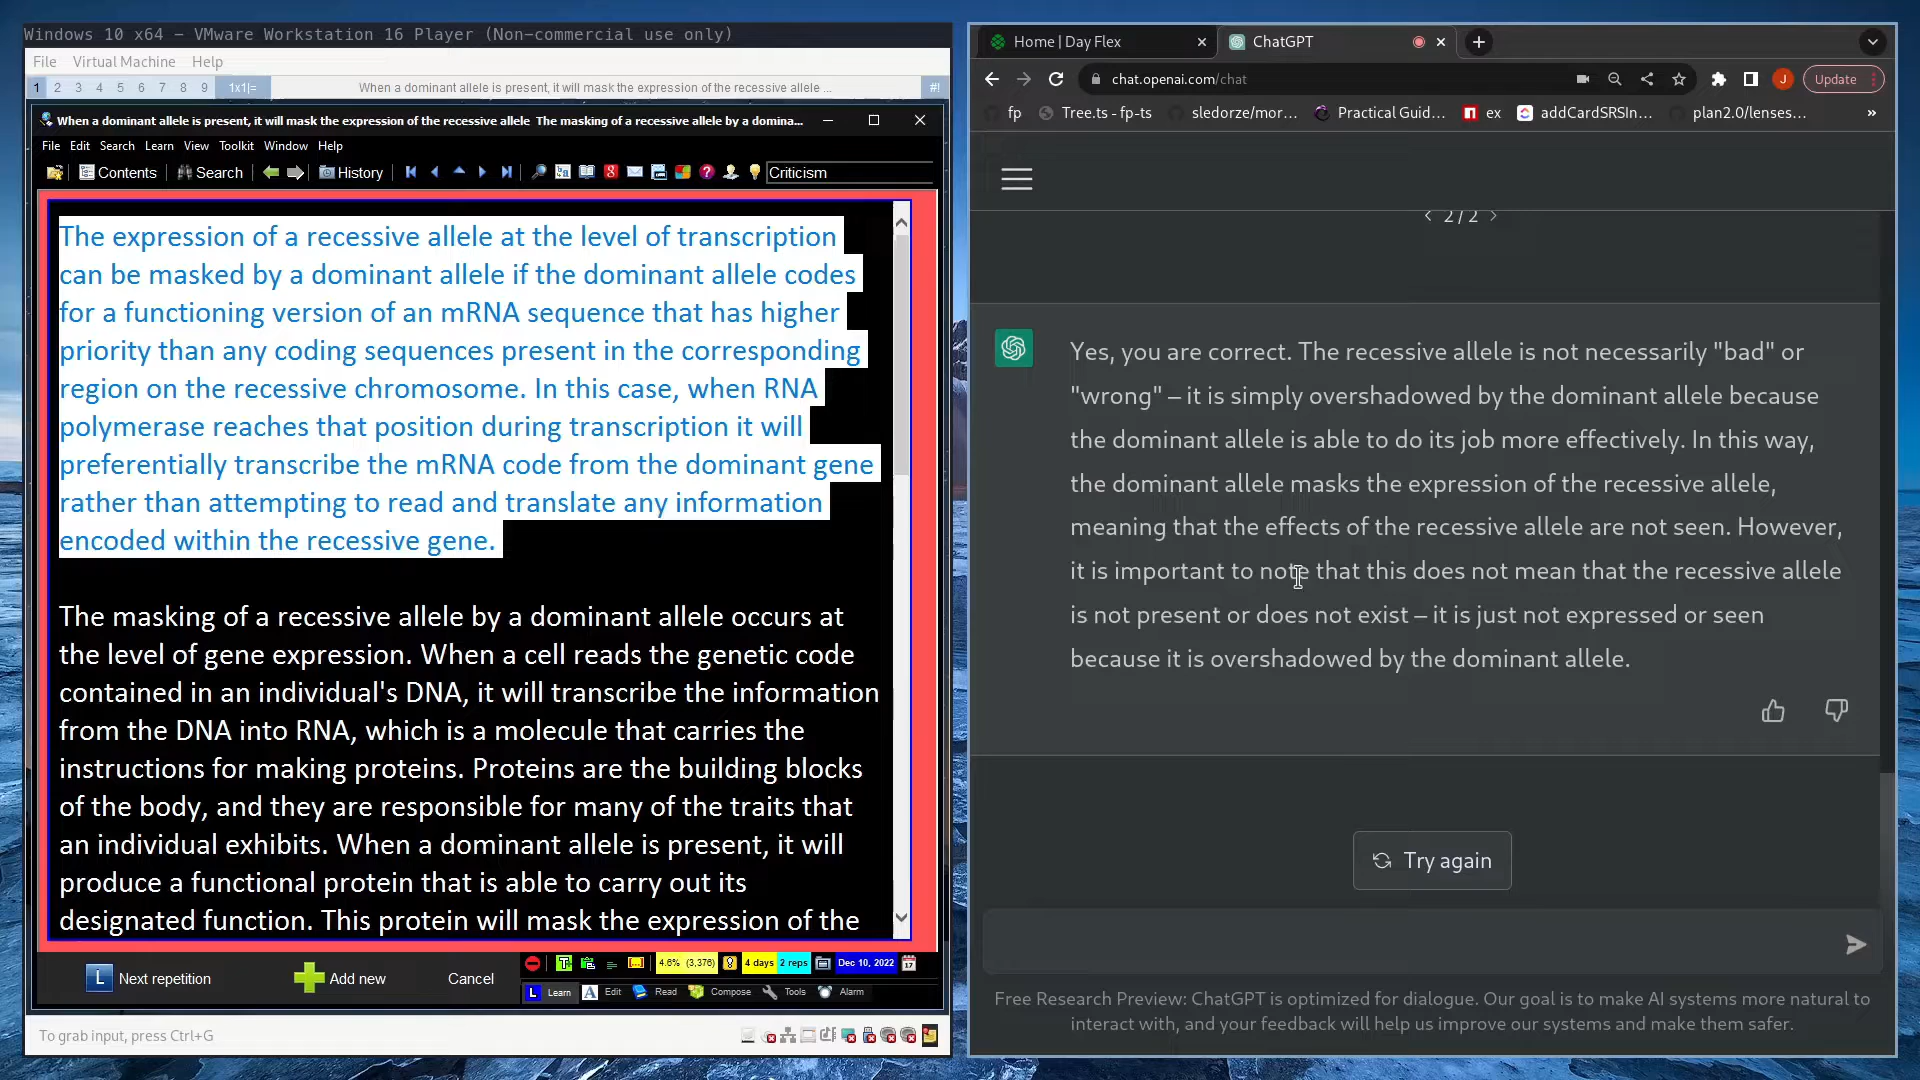 Windows 10 x64 - VMware Workstation 16 Player (Non-commercial use only)
File Virtual Machine Help
1 2 3 4 5 6 7 8 9 1x1|= When a dominant allele is present, it will mask the expression of the recessive allele ... #!
When a dominant allele is present, it will mask the expression of the recessive allele The masking of a recessive allele by a domina...
File Edit Search Learn View Toolkit Window Help
Contents Search History Criticism
The expression of a recessive allele at the level of transcription
can be masked by a dominant allele if the dominant allele codes
for a functioning version of an mRNA sequence that has higher
priority than any coding sequences present in the corresponding
region on the recessive chromosome. In this case, when RNA
polymerase reaches that position during transcription it will
preferentially transcribe the mRNA code from the dominant gene
rather than attempting to read and translate any information
encoded within the recessive gene.
The masking of a recessive allele by a dominant allele occurs at
the level of gene expression. When a cell reads the genetic code
contained in an individual's DNA, it will transcribe the information
from the DNA into RNA, which is a molecule that carries the
instructions for making proteins. Proteins are the building blocks
of the body, and they are responsible for many of the traits that
an individual exhibits. When a dominant allele is present, it will
produce a functional protein that is able to carry out its
designated function. This protein will mask the expression of the
L Next repetition Add new Cancel
4.6% (3,376) 4 days 2 reps Dec 10, 2022 17
L Learn A Edit Read Compose Tools Alarm
To grab input, press Ctrl+G
Home | Day Flex ChatGPT
chat.openai.com/chat J Update
fp Tree.ts - fp-ts sledorze/mor... Practical Guid... ex addCardSRSIn... plan2.0/lenses... »
< 2 / 2 >
Yes, you are correct. The recessive allele is not necessarily "bad" or
"wrong" – it is simply overshadowed by the dominant allele because
the dominant allele is able to do its job more effectively. In this way,
the dominant allele masks the expression of the recessive allele,
meaning that the effects of the recessive allele are not seen. However,
it is important to note that this does not mean that the recessive allele
is not present or does not exist – it is just not expressed or seen
because it is overshadowed by the dominant allele.
Try again
Free Research Preview: ChatGPT is optimized for dialogue. Our goal is to make AI systems more natural to
interact with, and your feedback will help us improve our systems and make them safer.